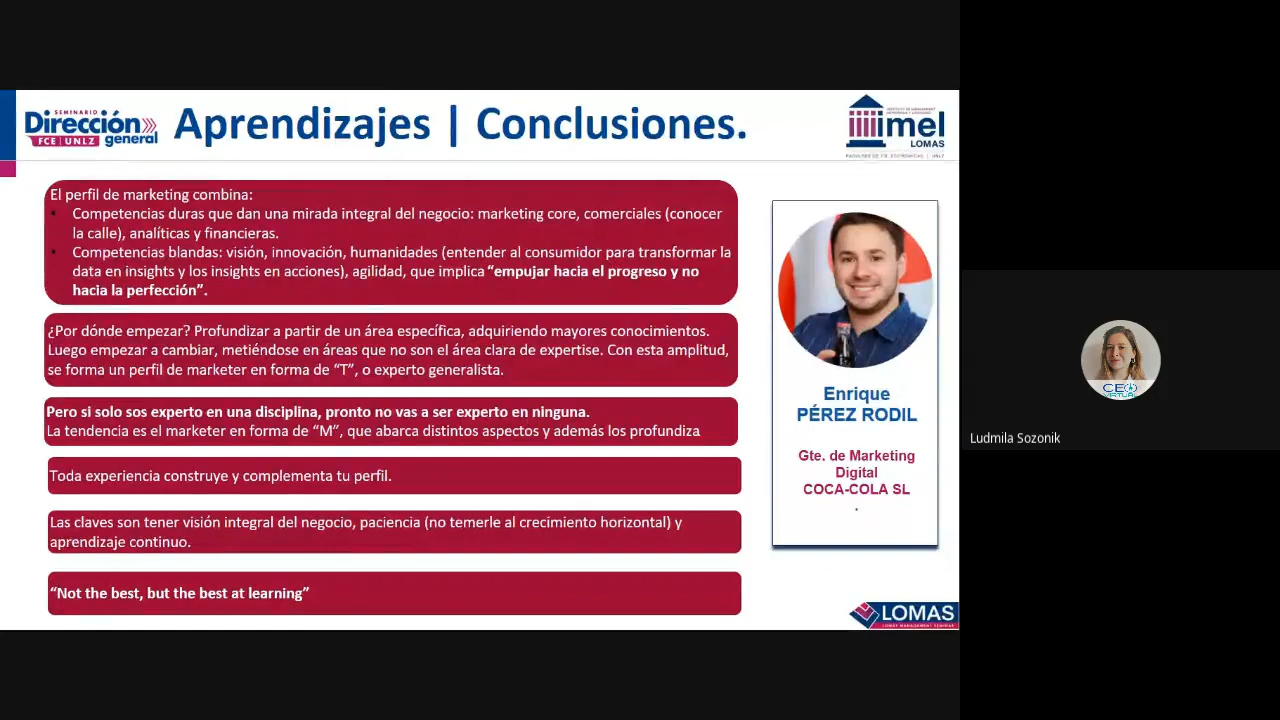 SEMINARIO
Dirección
general
FCE | UNLZ
Aprendizajes | Conclusiones.
imel
LOMAS
El perfil de marketing combina:
Competencias duras que dan una mirada integral del negocio: marketing core, comerciales (conocer
la calle), analíticas y financieras.
Competencias blandas: visión, innovación, humanidades (entender al consumidor para transformar la
data en insights y los insights en acciones), agilidad, que implica “empujar hacia el progreso y no
hacia la perfección”.
¿Por dónde empezar? Profundizar a partir de un área específica, adquiriendo mayores conocimientos.
Luego empezar a cambiar, metiéndose en áreas que no son el área clara de expertise. Con esta amplitud,
se forma un perfil de marketer en forma de “T”, o experto generalista.
Pero si solo sos experto en una disciplina, pronto no vas a ser experto en ninguna.
La tendencia es el marketer en forma de “M”, que abarca distintos aspectos y además los profundiza
Toda experiencia construye y complementa tu perfil.
Las claves son tener visión integral del negocio, paciencia (no temerle al crecimiento horizontal) y
aprendizaje continuo.
“Not the best, but the best at learning”
Enrique
PÉREZ RODIL
Gte. de Marketing
Digital
COCA-COLA SL
.
LOMAS
LOMAS MANAGEMENT SEMINAR
CEO
VIRTUAL
Ludmila Sozonik